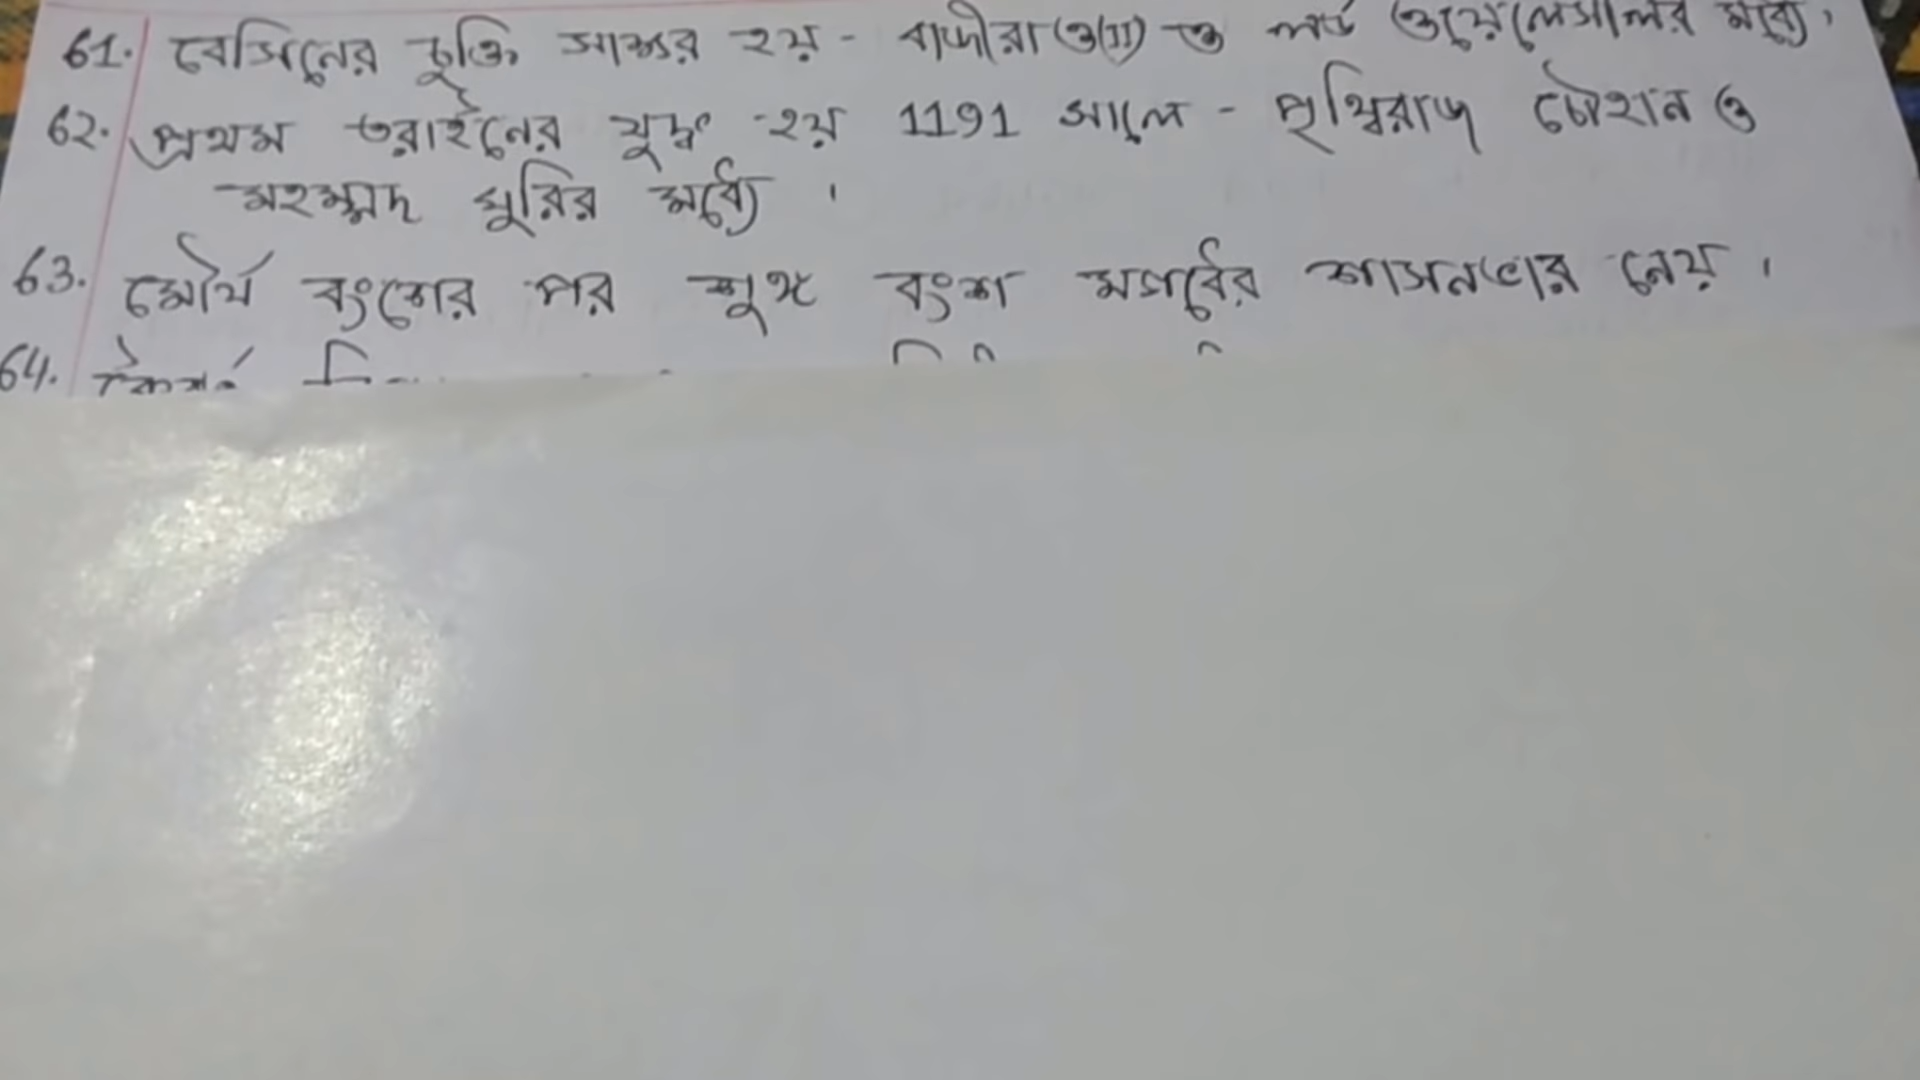 61. বেসিনের চুক্তি সাক্ষর হয় - বাজীরাও(II) ও লর্ড ওয়েলেসলির মধ্যে।
62. প্রথম তরাইনের যুদ্ধ হয় 1191 সালে - পৃথ্বিরাজ চৌহান ও
মহম্মদ ঘুরির মধ্যে ।
63. মৌর্য বংশের পর শুঙ্গ বংশ মগধের শাসনভার নেয় ।
64.